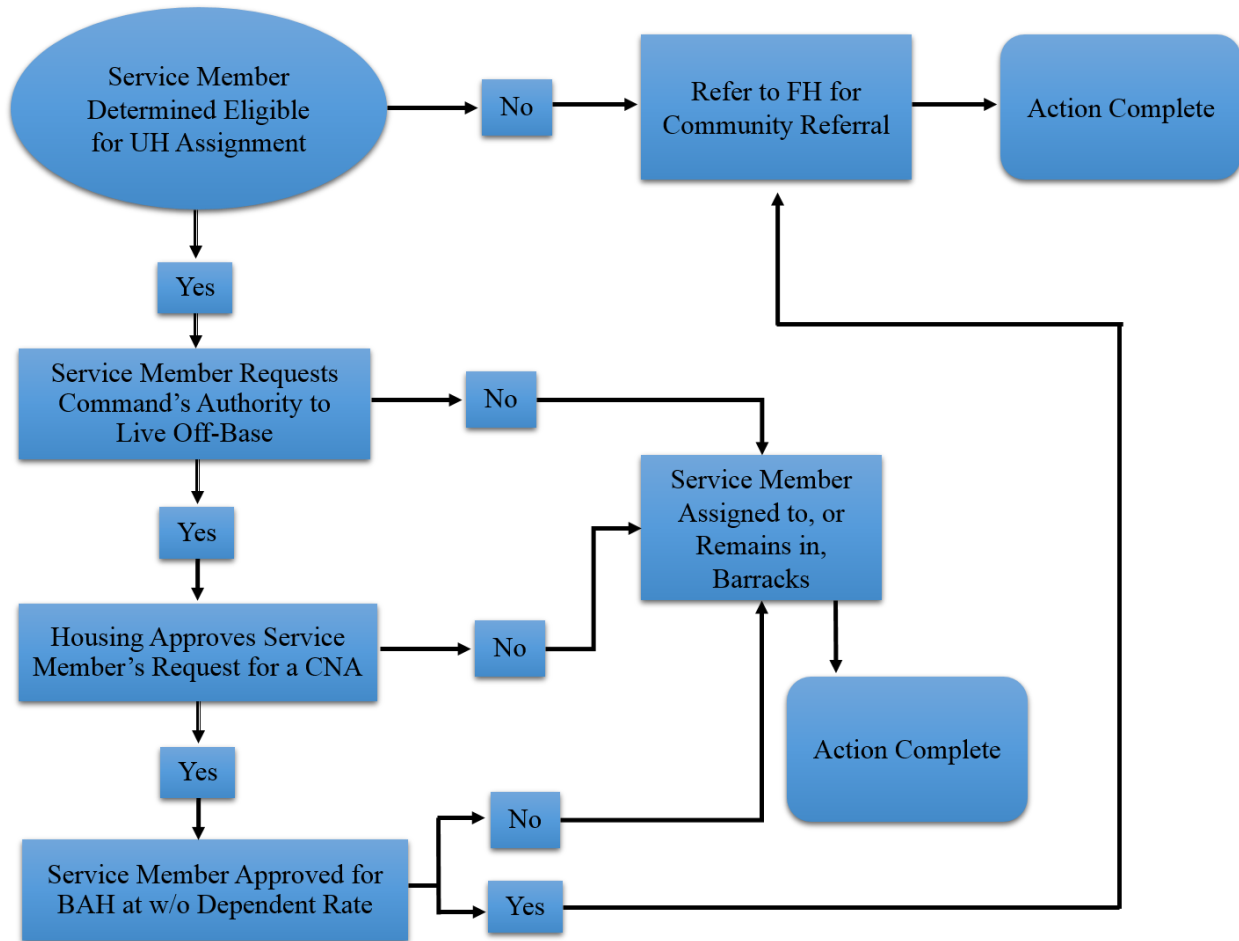 Service Member
Determined Eligible
for UH Assignment
No
Refer to FH for
Community Referral
Action Complete
Yes
Service Member Requests
Command’s Authority to
Live Off-Base
No
Service Member
Assigned to, or
Remains in,
Barracks
Yes
Housing Approves Service
Member’s Request for a CNA
No
Action Complete
Yes
Service Member Approved for
BAH at w/o Dependent Rate
No
Yes